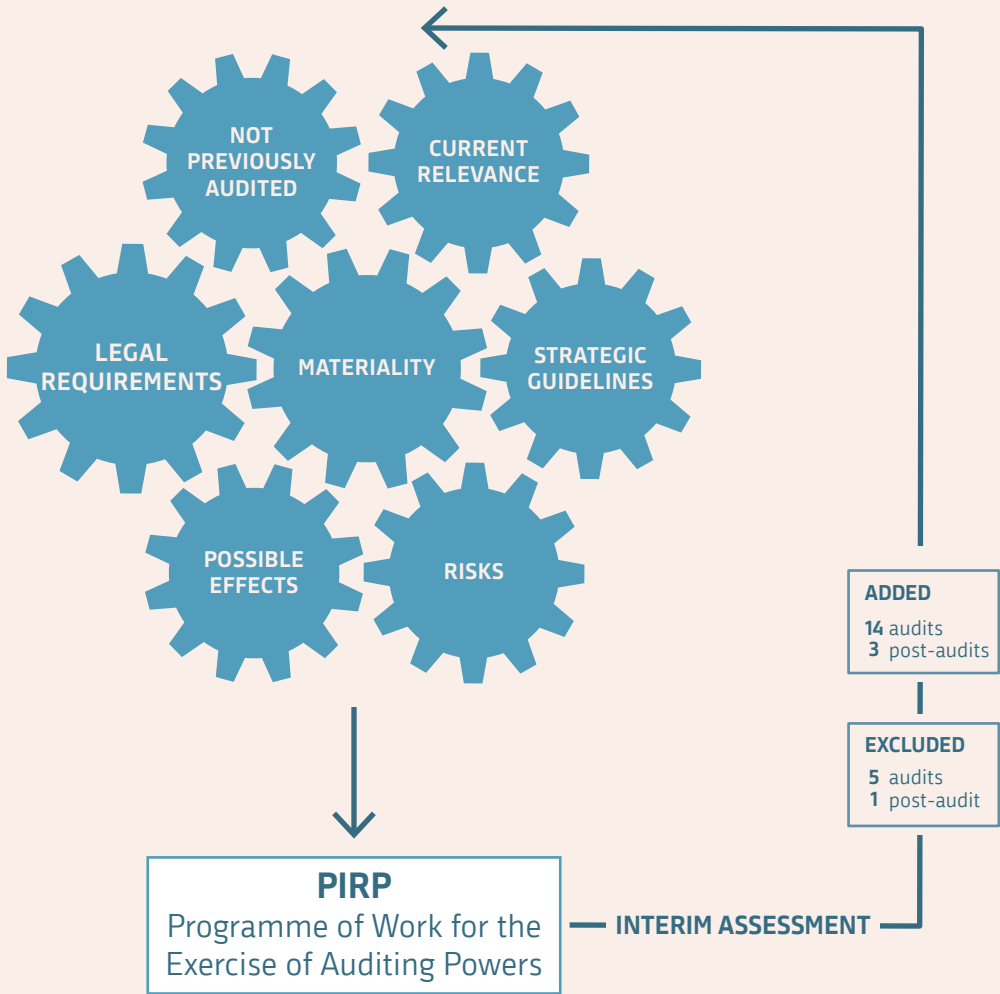 NOT
PREVIOUSLY
AUDITED
CURRENT
RELEVANCE
LEGAL
REQUIREMENTS
MATERIALITY
STRATEGIC
GUIDELINES
POSSIBLE
EFFECTS
RISKS
ADDED
14 audits
3 post-audits
EXCLUDED
5 audits
1 post-audit
PIRP
Programme of Work for the
Exercise of Auditing Powers
INTERIM ASSESSMENT